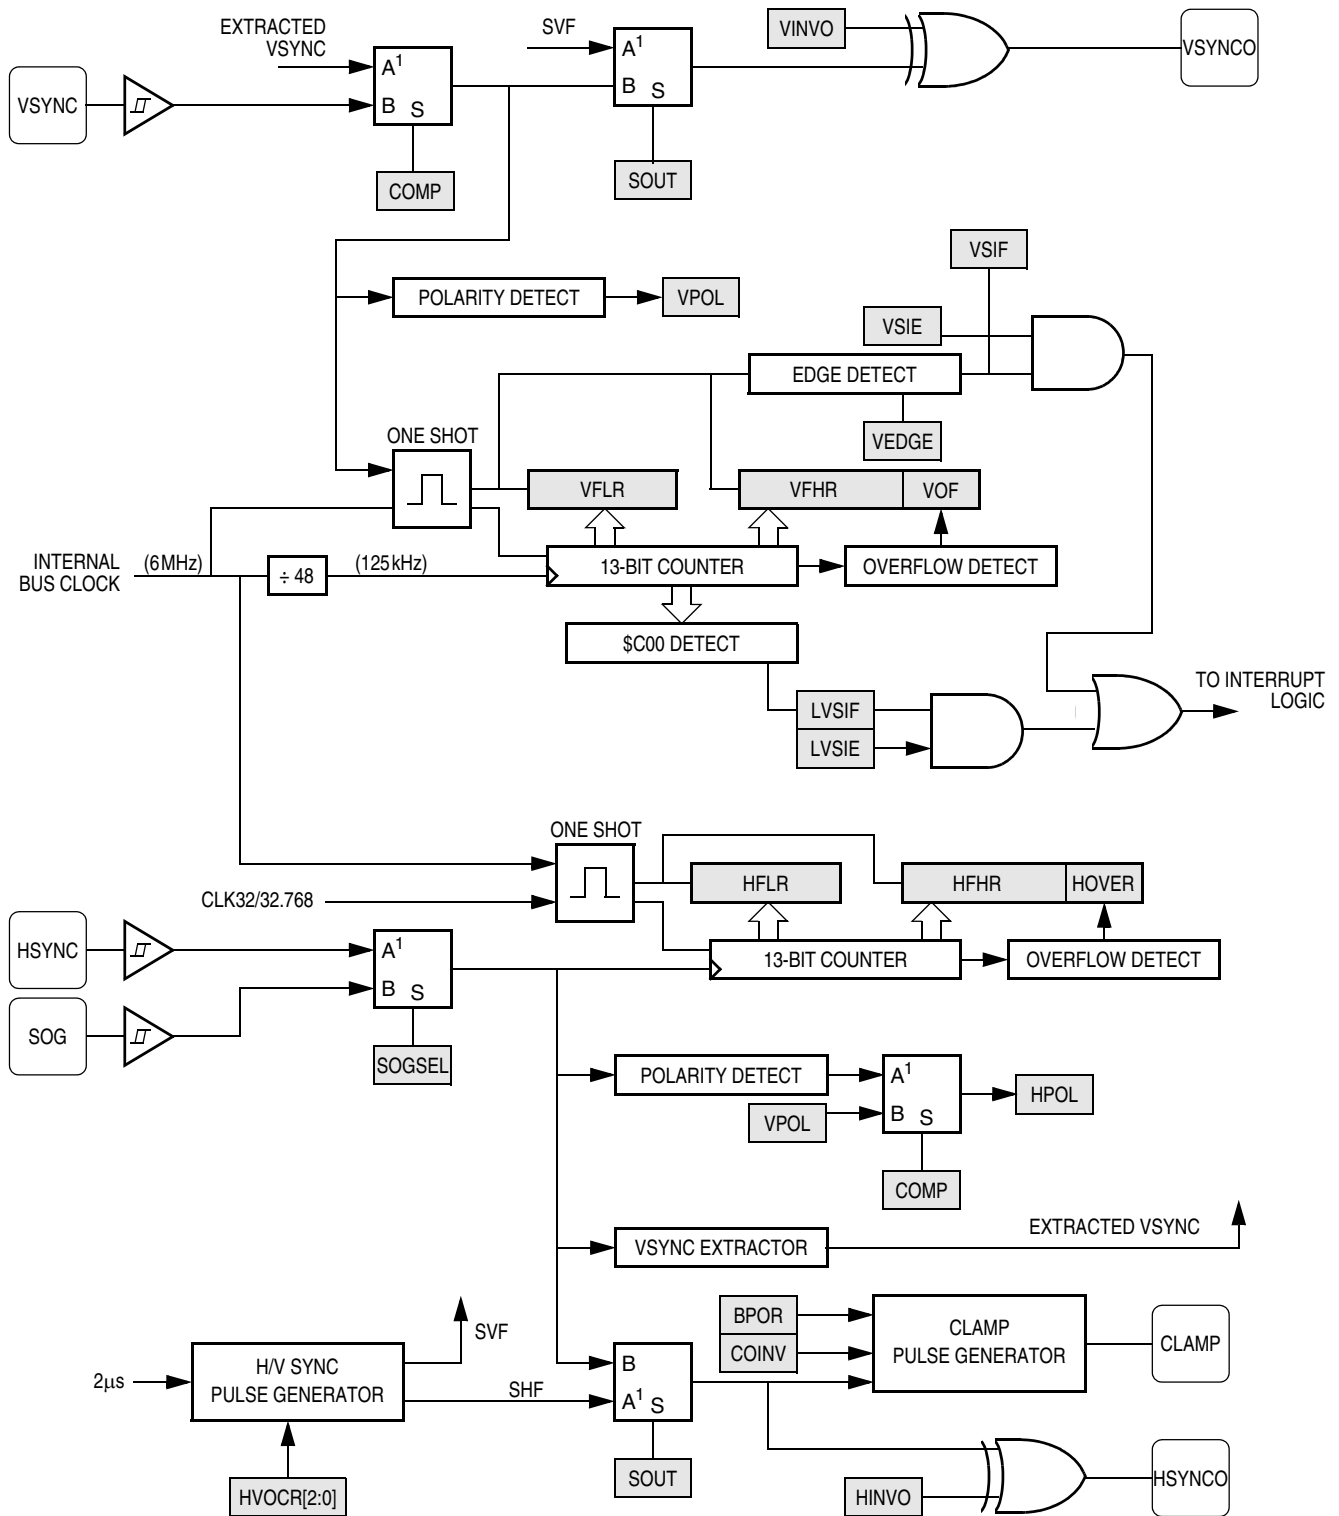 EXTRACTED
VSYNC
SVF
VINVO
VSYNCO
A1
B S
A1
B S
VSYNC
COMP
SOUT
VSIF
POLARITY DETECT
VPOL
VSIE
EDGE DETECT
VEDGE
ONE SHOT
VFLR
VFHR
VOF
INTERNAL
BUS CLOCK
(6MHz)
÷ 48
(125kHz)
13-BIT COUNTER
OVERFLOW DETECT
$C00 DETECT
LVSIF
LVSIE
TO INTERRUPT
LOGIC
ONE SHOT
HFLR
HFHR
HOVER
CLK32/32.768
HSYNC
A1
B S
13-BIT COUNTER
OVERFLOW DETECT
SOG
SOGSEL
POLARITY DETECT
A1
B S
HPOL
VPOL
COMP
VSYNC EXTRACTOR
EXTRACTED VSYNC
BPOR
COINV
CLAMP
PULSE GENERATOR
CLAMP
SVF
2µs
H/V SYNC
PULSE GENERATOR
SHF
B
A1 S
SOUT
HVOCR[2:0]
HINVO
HSYNCO